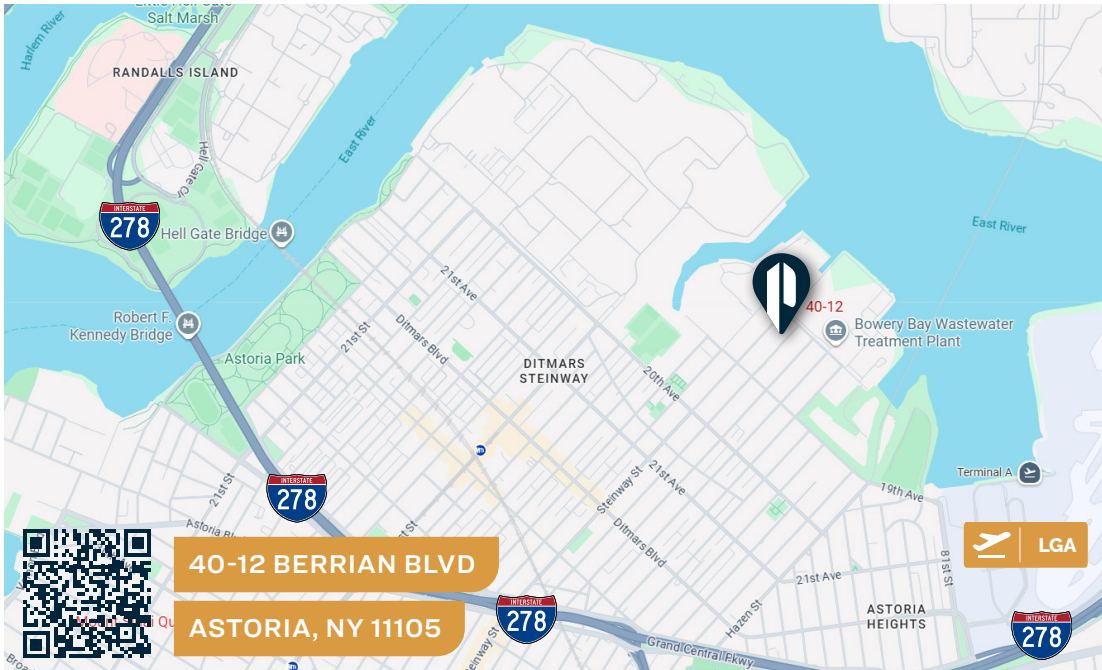 Salt Marsh
Harlem River
RANDALLS ISLAND
East River
Hell Gate Cir
INTERSTATE
278
Hell Gate Bridge
East River
Robert F.
Kennedy Bridge
21st Ave
40-12
Bowery Bay Wastewater
Treatment Plant
21st St
Ditmars Blvd
Astoria Park
DITMARS
STEINWAY
20th Ave
Terminal A
21st Ave
Steinway St
19th Ave
21st St
INTERSTATE
278
Astoria Bl
Ditmars Blvd
LGA
40-12 BERRIAN BLVD
81st St
21st Ave
ASTORIA
HEIGHTS
Hazen St
INTERSTATE
278
ASTORIA, NY 11105
INTERSTATE
278
Grand Central Pkwy